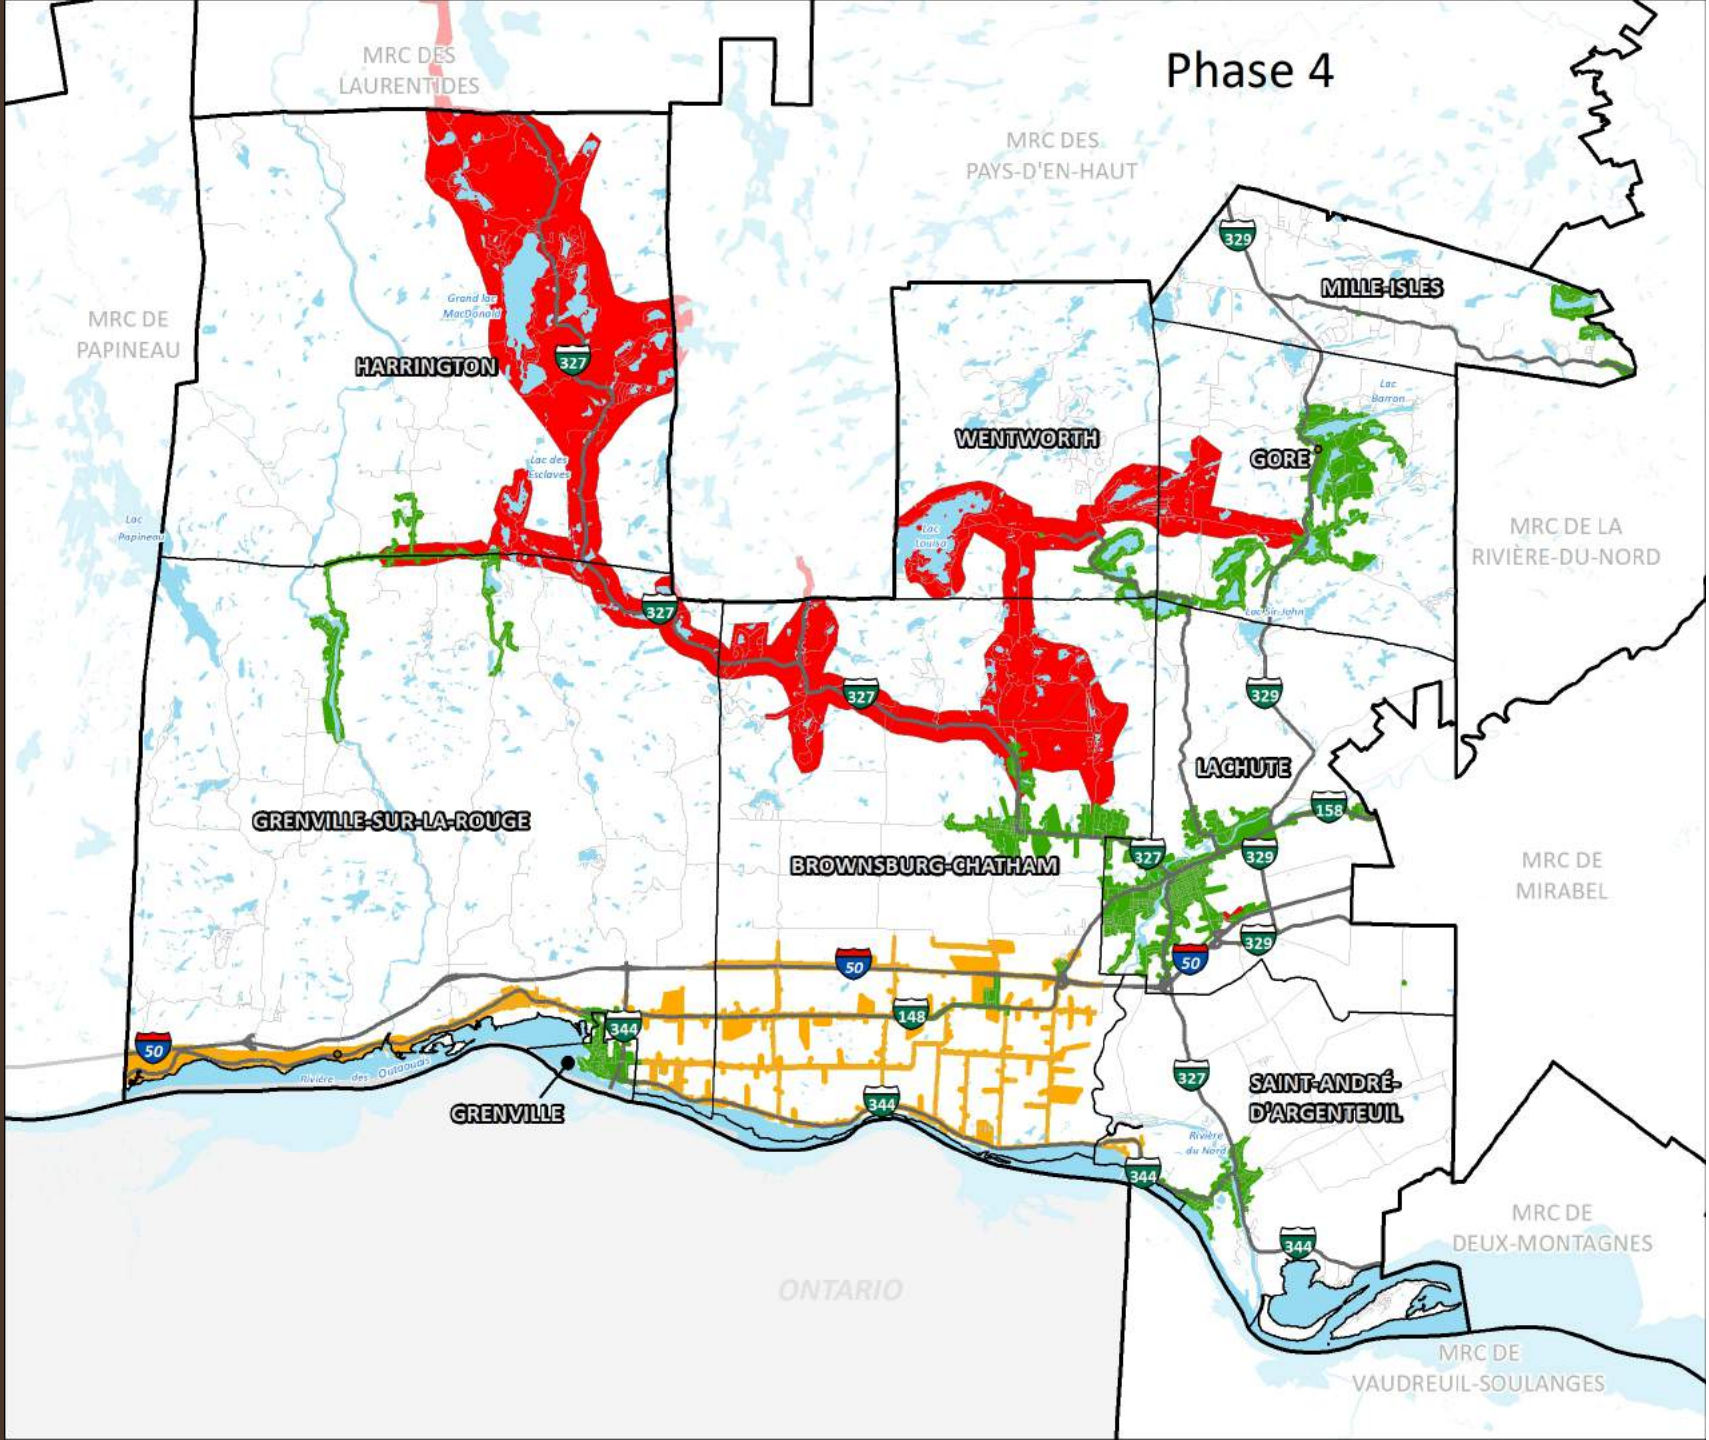 Phase 4
MRC DES
LAURENTIDES
MRC DES
PAYS-D'EN-HAUT
329
MILLE-ISLES
Grand lac
MacDonald
MRC DE
PAPINEAU
HARRINGTON
327
Lac
Barron
WENTWORTH
GORE
Lac des
Esclaves
Lac
Papineau
Lac
Louisa
MRC DE LA
RIVIÈRE-DU-NORD
327
Lac Sir John
327
329
LACHUTE
158
GRENVILLE-SUR-LA-ROUGE
BROWNSBURG-CHATHAM
327
329
MRC DE
MIRABEL
329
50
50
148
344
50
Rivière des Outaouais
327
SAINT-ANDRÉ-
D'ARGENTEUIL
344
GRENVILLE
Rivière
du Nord
344
MRC DE
DEUX-MONTAGNES
344
ONTARIO
MRC DE
VAUDREUIL-SOULANGES